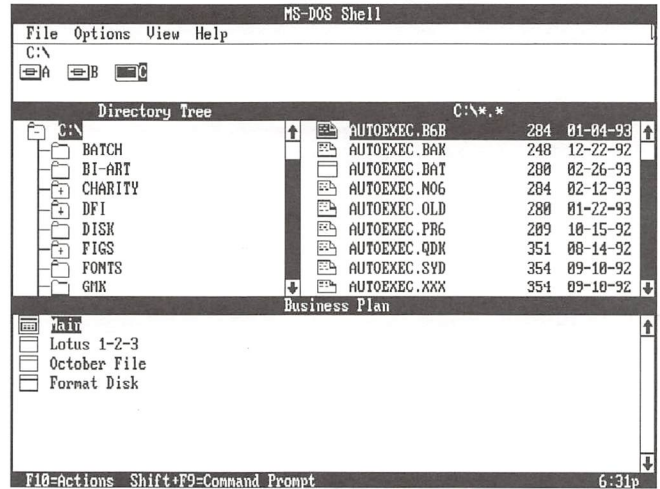 MS-DOS Shell
File Options View Help
C:\
A B C
Directory Tree
C:\
BATCH
BI-ART
CHARITY
DFI
DISK
FIGS
FONTS
GMK
C:\*.*
AUTOEXEC.B6B 284 01-04-93
AUTOEXEC.BAK 248 12-22-92
AUTOEXEC.BAT 280 02-26-93
AUTOEXEC.NO6 284 02-12-93
AUTOEXEC.OLD 280 01-22-93
AUTOEXEC.PR6 209 10-15-92
AUTOEXEC.QDK 351 08-14-92
AUTOEXEC.SYD 354 09-10-92
AUTOEXEC.XXX 354 09-10-92
Business Plan
Main
Lotus 1-2-3
October File
Format Disk
F10=Actions Shift+F9=Command Prompt 6:31p